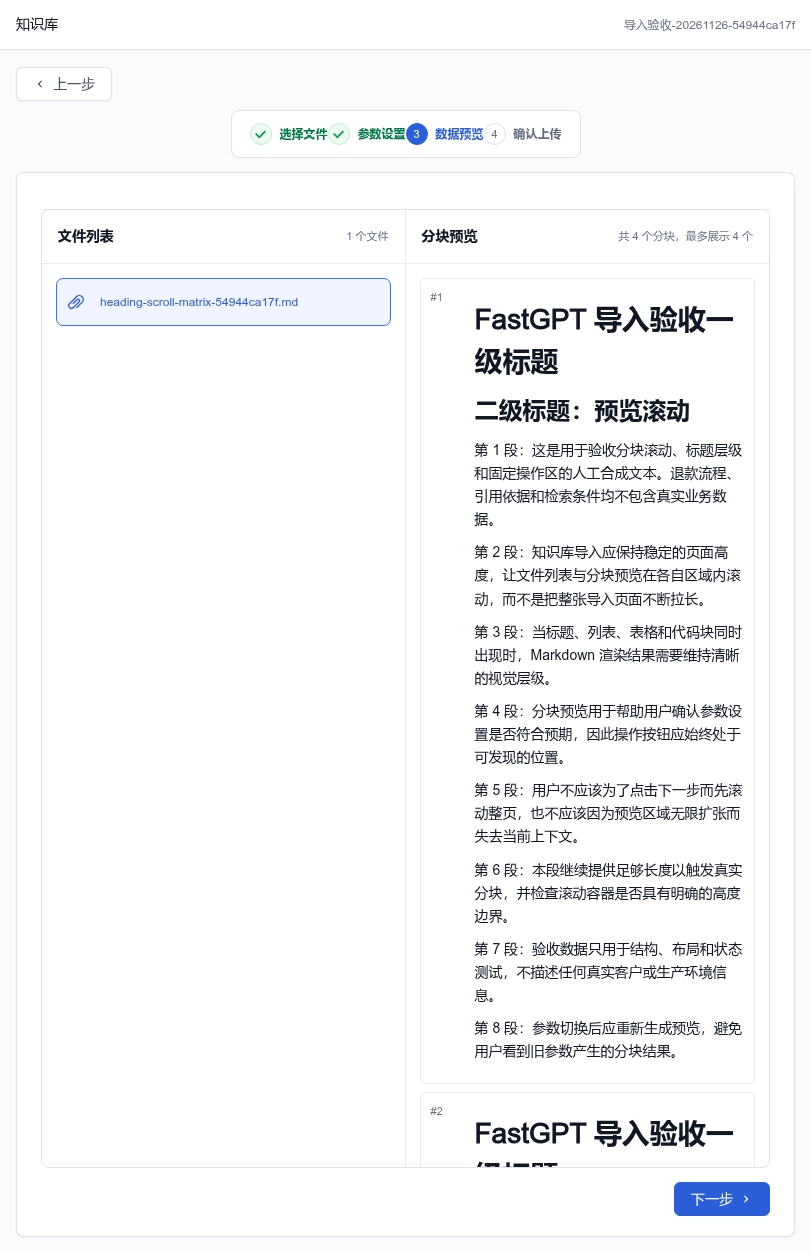 知识库
导入验收-20261126-54944ca17f
上一步
选择文件 参数设置 3 数据预览 4 确认上传
文件列表
1 个文件
heading-scroll-matrix-54944ca17f.md
分块预览
共 4 个分块，最多展示 4 个
#1
FastGPT 导入验收一
级标题
二级标题：预览滚动
第 1 段：这是用于验收分块滚动、标题层级
和固定操作区的人工合成文本。退款流程、
引用依据和检索条件均不包含真实业务数
据。
第 2 段：知识库导入应保持稳定的页面高
度，让文件列表与分块预览在各自区域内滚
动，而不是把整张导入页面不断拉长。
第 3 段：当标题、列表、表格和代码块同时
出现时，Markdown 渲染结果需要维持清晰
的视觉层级。
第 4 段：分块预览用于帮助用户确认参数设
置是否符合预期，因此操作按钮应始终处于
可发现的位置。
第 5 段：用户不应该为了点击下一步而先滚
动整页，也不应该因为预览区域无限扩张而
失去当前上下文。
第 6 段：本段继续提供足够长度以触发真实
分块，并检查滚动容器是否具有明确的高度
边界。
第 7 段：验收数据只用于结构、布局和状态
测试，不描述任何真实客户或生产环境信
息。
第 8 段：参数切换后应重新生成预览，避免
用户看到旧参数产生的分块结果。
#2
FastGPT 导入验收一
级标题
下一步